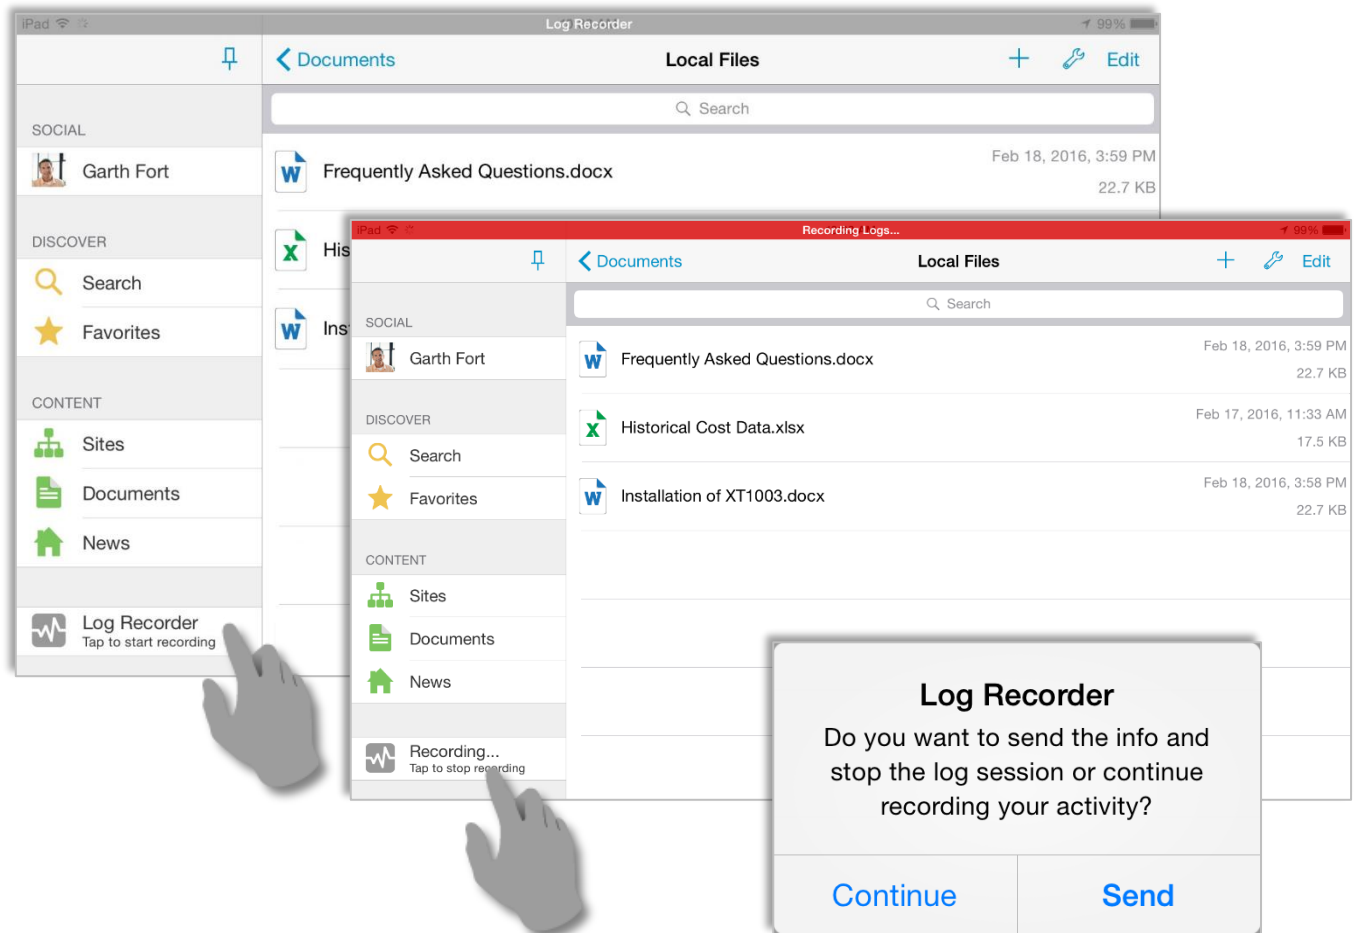 iPad
Log Recorder
99%
Documents
Local Files
Edit
Search
SOCIAL
Garth Fort
DISCOVER
Search
Favorites
CONTENT
Sites
Documents
News
Log Recorder
Tap to start recording
Frequently Asked Questions.docx
Feb 18, 2016, 3:59 PM
22.7 KB
His
Ins
iPad
Recording Logs...
99%
Documents
Local Files
Edit
Search
SOCIAL
Garth Fort
DISCOVER
Search
Favorites
CONTENT
Sites
Documents
News
Recording...
Tap to stop recording
Frequently Asked Questions.docx
Feb 18, 2016, 3:59 PM
22.7 KB
Historical Cost Data.xlsx
Feb 17, 2016, 11:33 AM
17.5 KB
Installation of XT1003.docx
Feb 18, 2016, 3:58 PM
22.7 KB
Log Recorder
Do you want to send the info and
stop the log session or continue
recording your activity?
Continue
Send